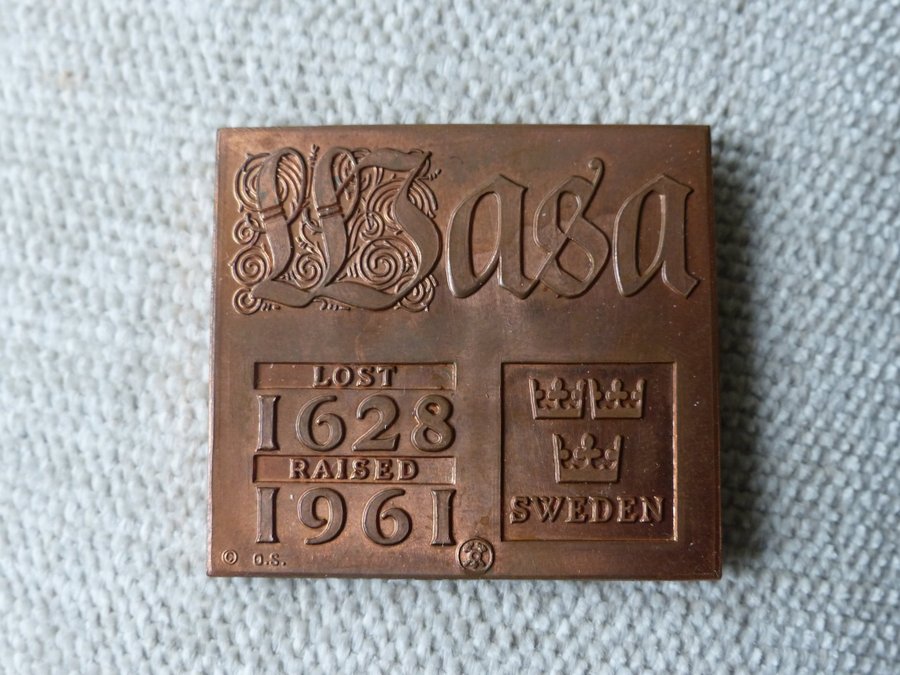 Wasa
LOST
1628
RAISED
1961
SWEDEN
© O.S.